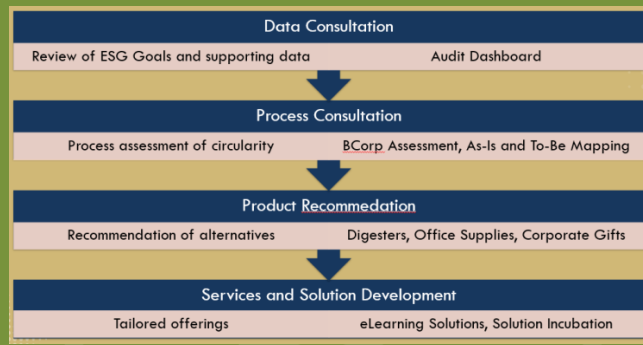 Data Consultation
Review of ESG Goals and supporting data Audit Dashboard
Process Consultation
Process assessment of circularity BCorp Assessment, As-Is and To-Be Mapping
Product Recommedation
Recommendation of alternatives Digesters, Office Supplies, Corporate Gifts
Services and Solution Development
Tailored offerings eLearning Solutions, Solution Incubation